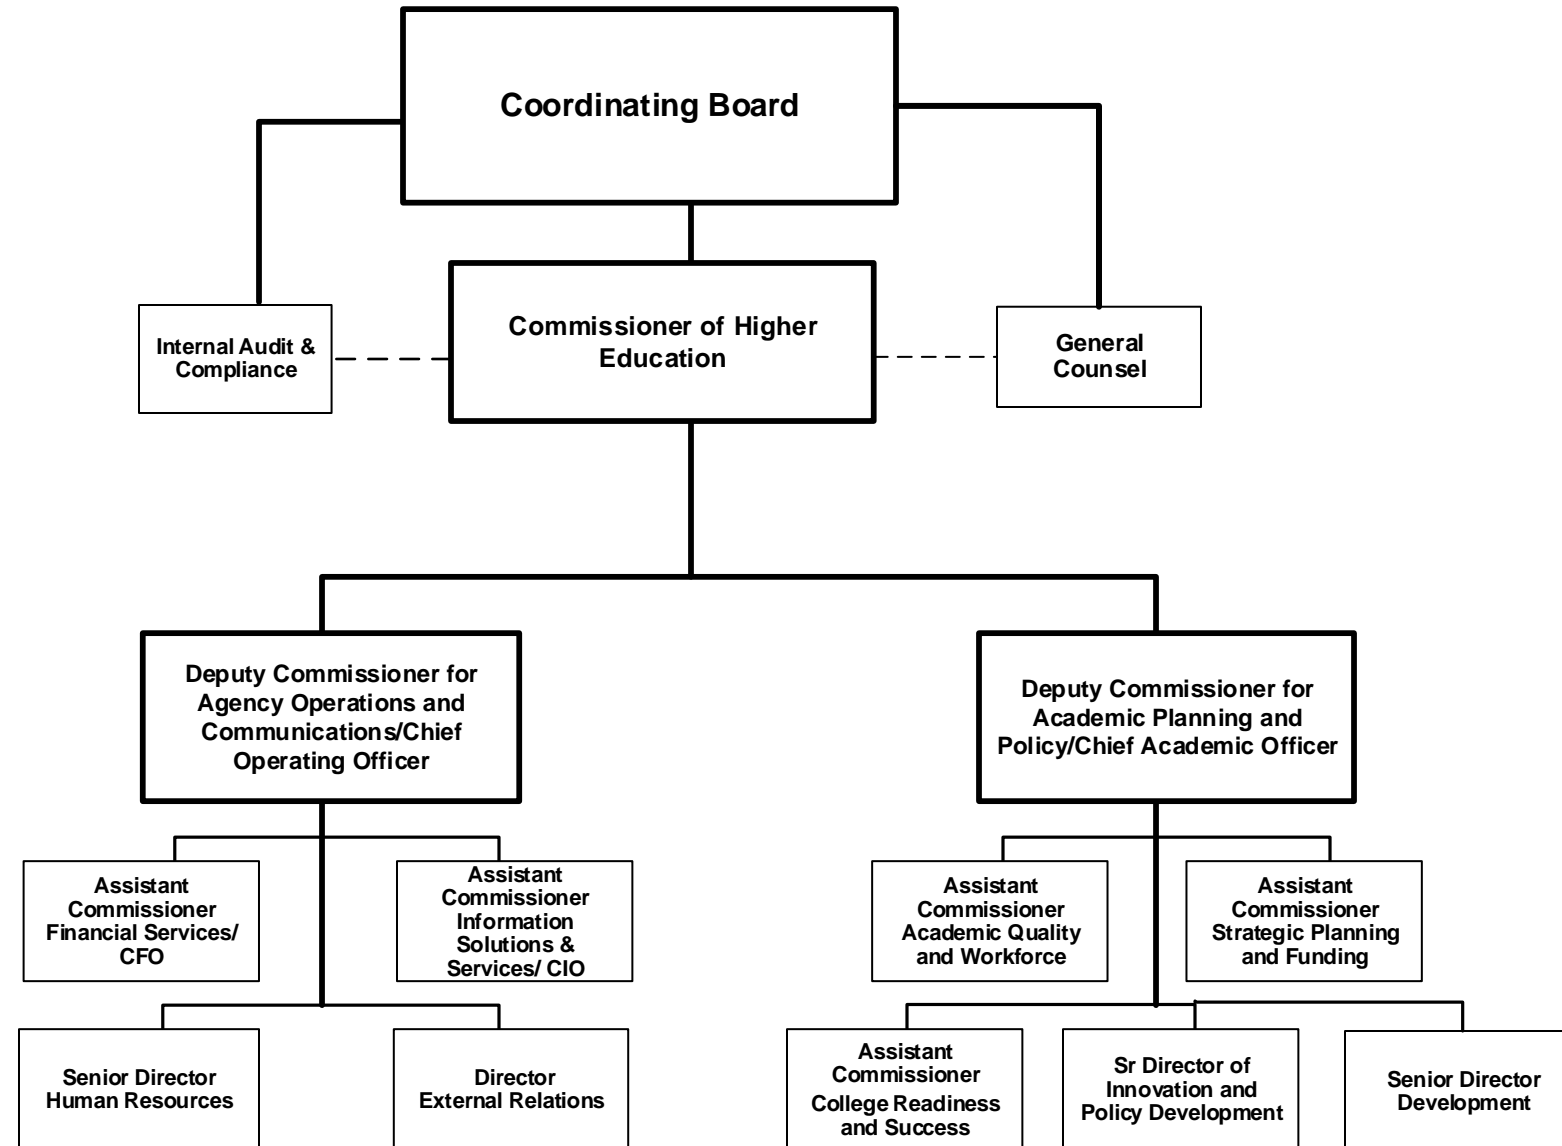 Coordinating Board
Internal Audit &
Compliance
Commissioner of Higher
Education
General
Counsel
Deputy Commissioner for
Agency Operations and
Communications/Chief
Operating Officer
Deputy Commissioner for
Academic Planning and
Policy/Chief Academic Officer
Assistant
Commissioner
Financial Services/
CFO
Assistant
Commissioner
Information
Solutions &
Services/ CIO
Assistant
Commissioner
Academic Quality
and Workforce
Assistant
Commissioner
Strategic Planning
and Funding
Senior Director
Human Resources
Director
External Relations
Assistant
Commissioner
College Readiness
and Success
Sr Director of
Innovation and
Policy Development
Senior Director
Development